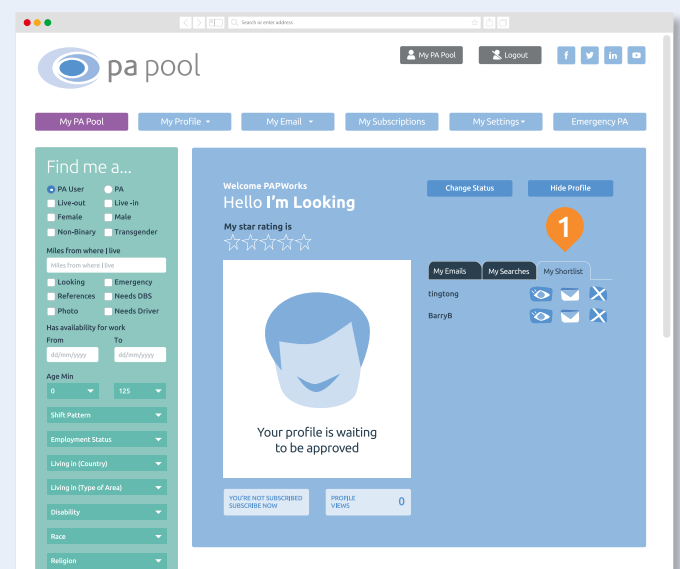 Search or enter address
pa pool
My PA Pool
Logout
My PA Pool
My Profile
My Email
My Subscriptions
My Settings
Emergency PA
Find me a...
PA User
PA
Live-out
Live -in
Female
Male
Non-Binary
Transgender
Miles from where I live
Miles from where I live
Looking
Emergency
References
Needs DBS
Photo
Needs Driver
Has availability for work
From
To
dd/mm/yyyy
dd/mm/yyyy
Age Min
0
125
Shift Pattern
Employment Status
Living in (Country)
Living in (Type of Area)
Disability
Race
Religion
Welcome PAPWorks
Hello I'm Looking
My star rating is
Your profile is waiting
to be approved
YOU'RE NOT SUBSCRIBED
SUBSCRIBE NOW
PROFILE
VIEWS
0
Change Status
Hide Profile
1
My Emails
My Searches
My Shortlist
tingtong
BarryB